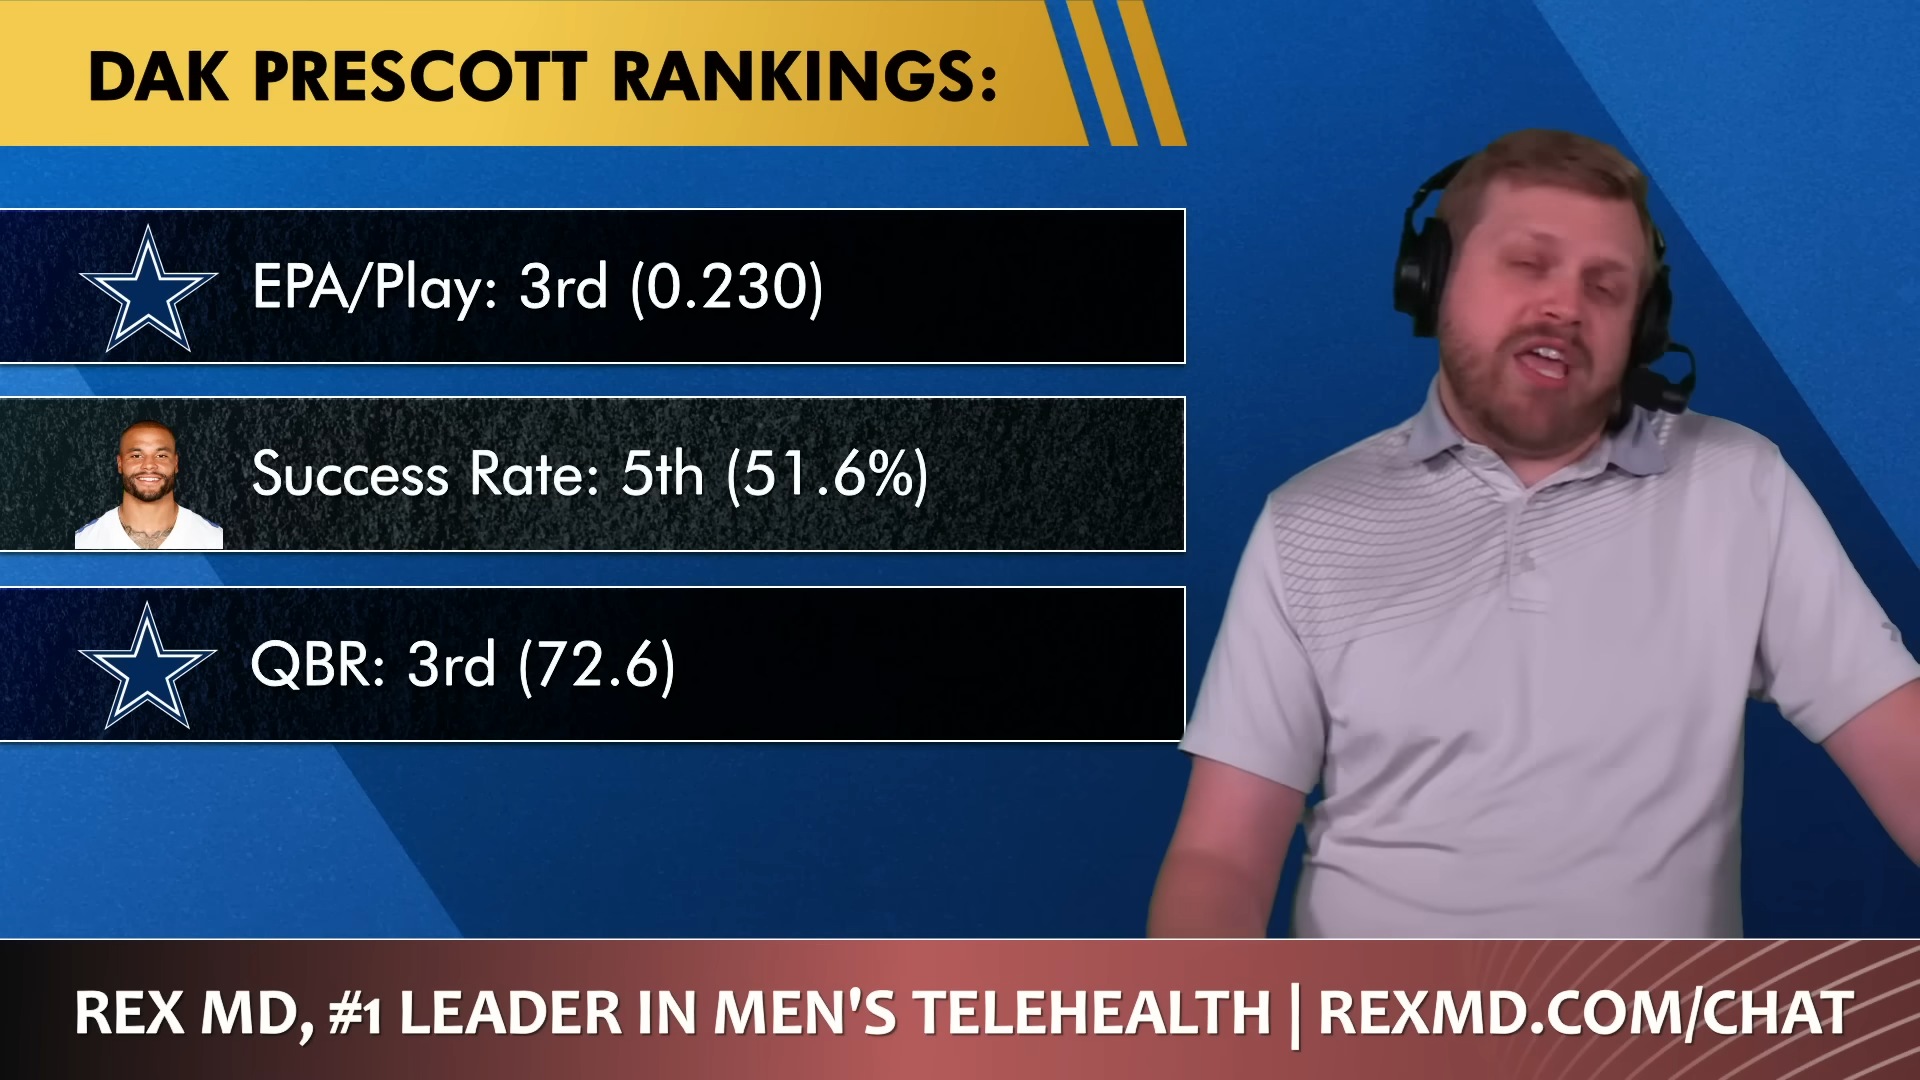 DAK PRESCOTT RANKINGS:
EPA/Play: 3rd (0.230)
Success Rate: 5th (51.6%)
QBR: 3rd (72.6)
REX MD, #1 LEADER IN MEN'S TELEHEALTH | REXMD.COM/CHAT